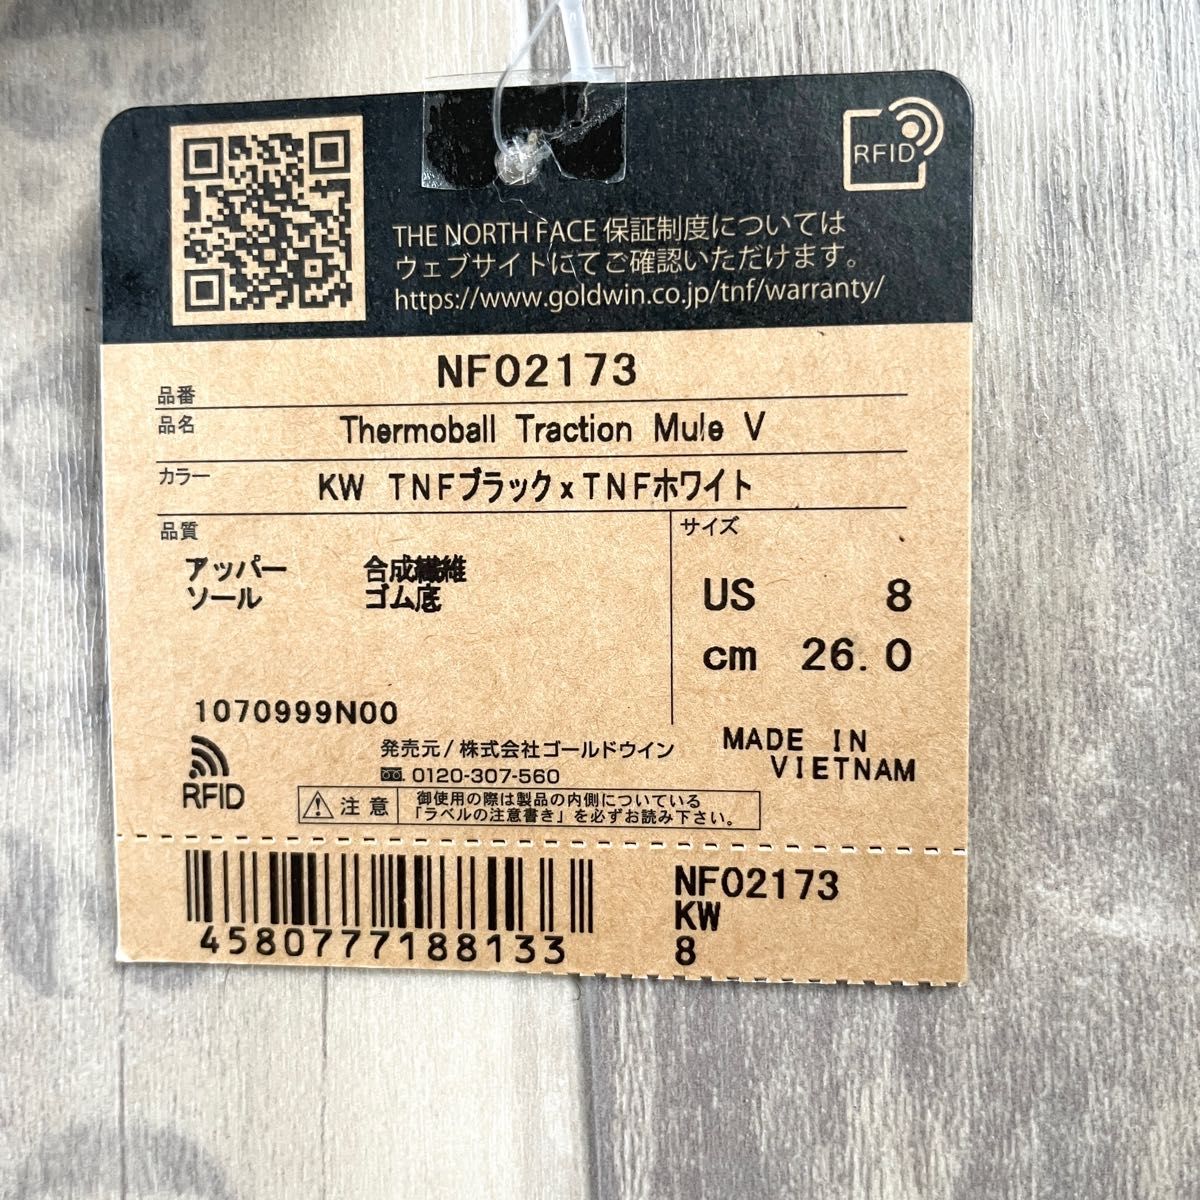 RFID
THE NORTH FACE 保証制度については
ウェブサイトにてご確認いただけます。
https://www.goldwin.co.jp/tnf/warranty/
品番 NF02173
品名 Thermoball Traction Mule V
カラー KW TNFブラックxTNFホワイト
品質
アッパー 合成繊維
ソール ゴム底
サイズ
US 8
cm 26.0
1070999N00
RFID
発売元/株式会社ゴールドウイン
0120-307-560
MADE IN
VIETNAM
注意
御使用の際は製品の内側についている
「ラベルの注意書き」を必ずお読み下さい。
4580777188133
NF02173
KW
8